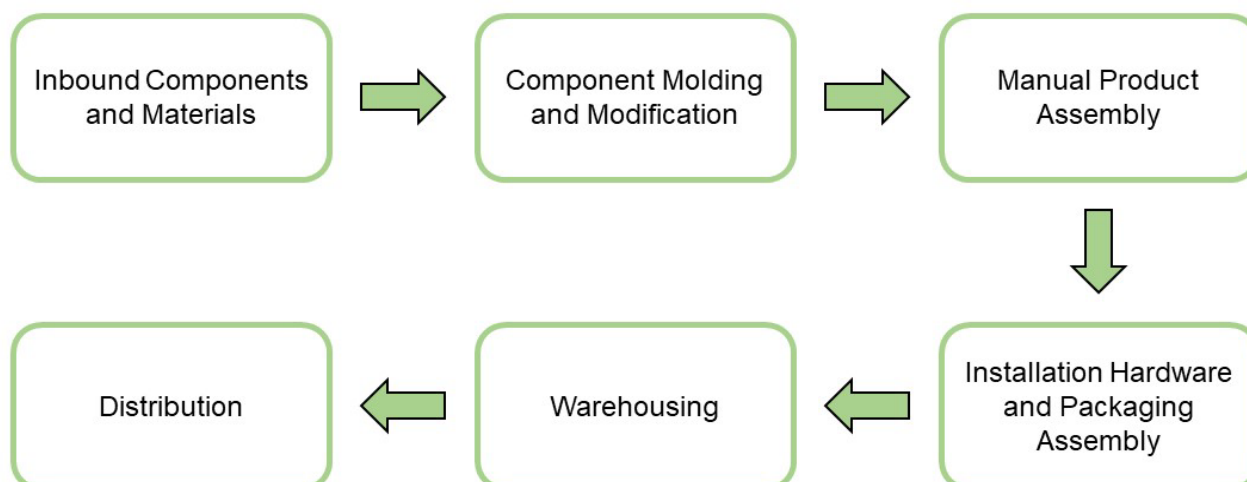 Inbound Components
and Materials
Component Molding
and Modification
Manual Product
Assembly
Installation Hardware
and Packaging
Assembly
Warehousing
Distribution